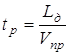 t_p = L_д / V_пр